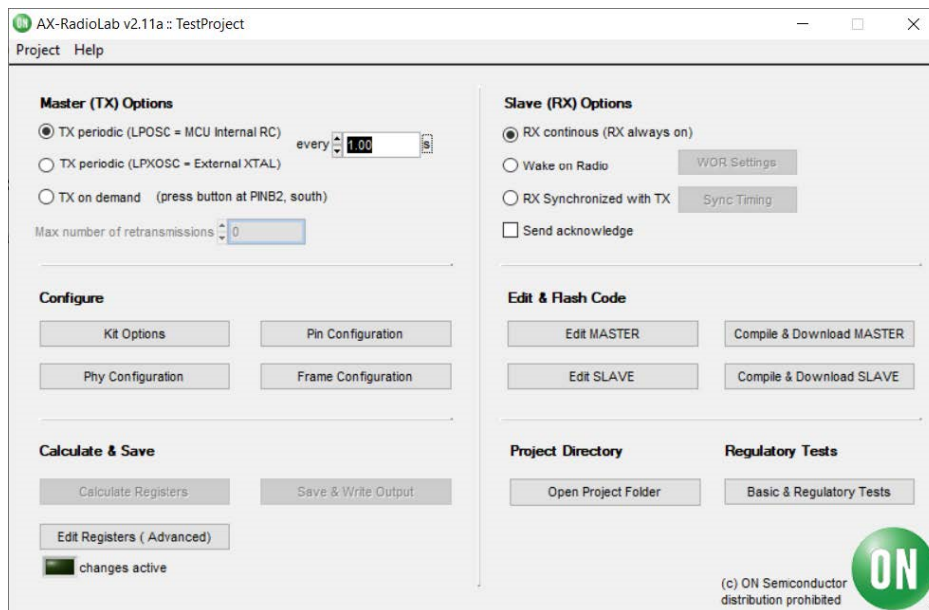 ON AX-RadioLab v2.11a :: TestProject
Project Help
Master (TX) Options
TX periodic (LPOSC = MCU Internal RC)
every 1.00 s
TX periodic (LPXOSC = External XTAL)
TX on demand (press button at PINB2, south)
Max number of retransmissions 0
Slave (RX) Options
RX continous (RX always on)
Wake on Radio WOR Settings
RX Synchronized with TX Sync Timing
Send acknowledge
Configure
Kit Options Pin Configuration
Phy Configuration Frame Configuration
Edit & Flash Code
Edit MASTER Compile & Download MASTER
Edit SLAVE Compile & Download SLAVE
Calculate & Save
Calculate Registers Save & Write Output
Edit Registers ( Advanced)
changes active
Project Directory Regulatory Tests
Open Project Folder Basic & Regulatory Tests
(c) ON Semiconductor
distribution prohibited
ON